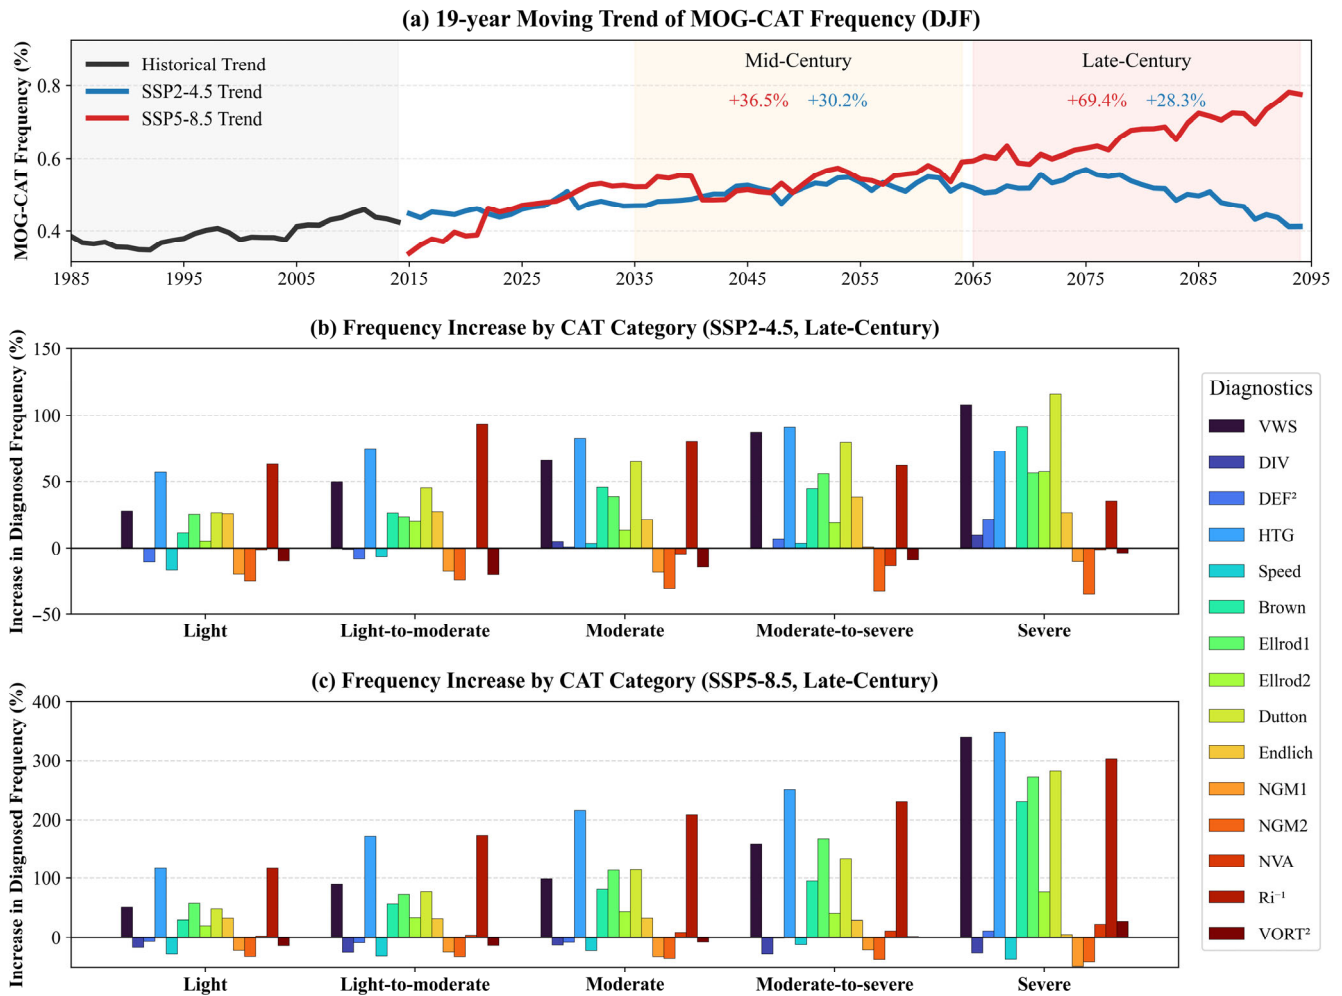 (a) 19-year Moving Trend of MOG-CAT Frequency (DJF)
MOG-CAT Frequency (%)
0.8
0.6
0.4
Historical Trend
SSP2-4.5 Trend
SSP5-8.5 Trend
Mid-Century
+36.5% +30.2%
Late-Century
+69.4% +28.3%
1985 1995 2005 2015 2025 2035 2045 2055 2065 2075 2085 2095
(b) Frequency Increase by CAT Category (SSP2-4.5, Late-Century)
Increase in Diagnosed Frequency (%)
150
100
50
0
−50
Light Light-to-moderate Moderate Moderate-to-severe Severe
(c) Frequency Increase by CAT Category (SSP5-8.5, Late-Century)
Increase in Diagnosed Frequency (%)
400
300
200
100
0
Light Light-to-moderate Moderate Moderate-to-severe Severe
Diagnostics
VWS
DIV
DEF²
HTG
Speed
Brown
Ellrod1
Ellrod2
Dutton
Endlich
NGM1
NGM2
NVA
Ri⁻¹
VORT²